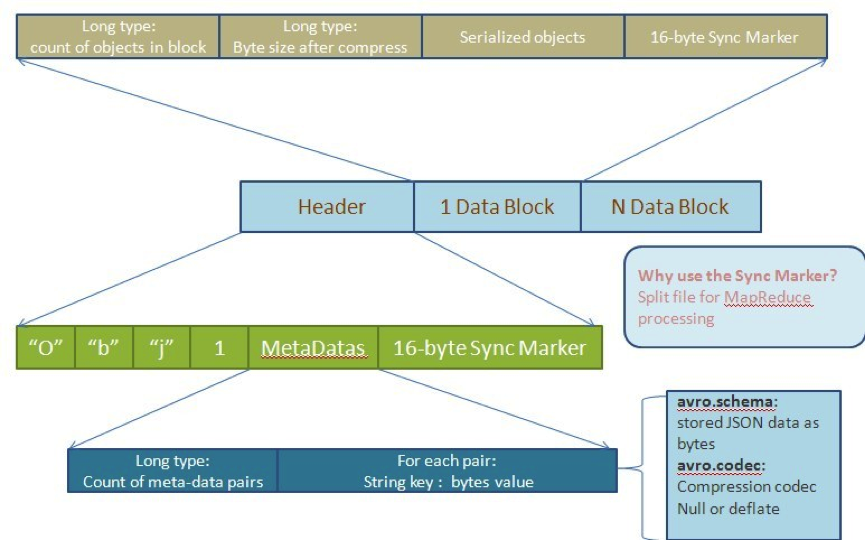 Long type:
count of objects in block
Long type:
Byte size after compress
Serialized objects
16-byte Sync Marker
Header
1 Data Block
N Data Block
Why use the Sync Marker?
Split file for MapReduce
processing
“O”
“b”
“j”
1
MetaDatas
16-byte Sync Marker
avro.schema:
stored JSON data as
bytes
avro.codec:
Compression codec
Null or deflate
Long type:
Count of meta-data pairs
For each pair:
String key : bytes value